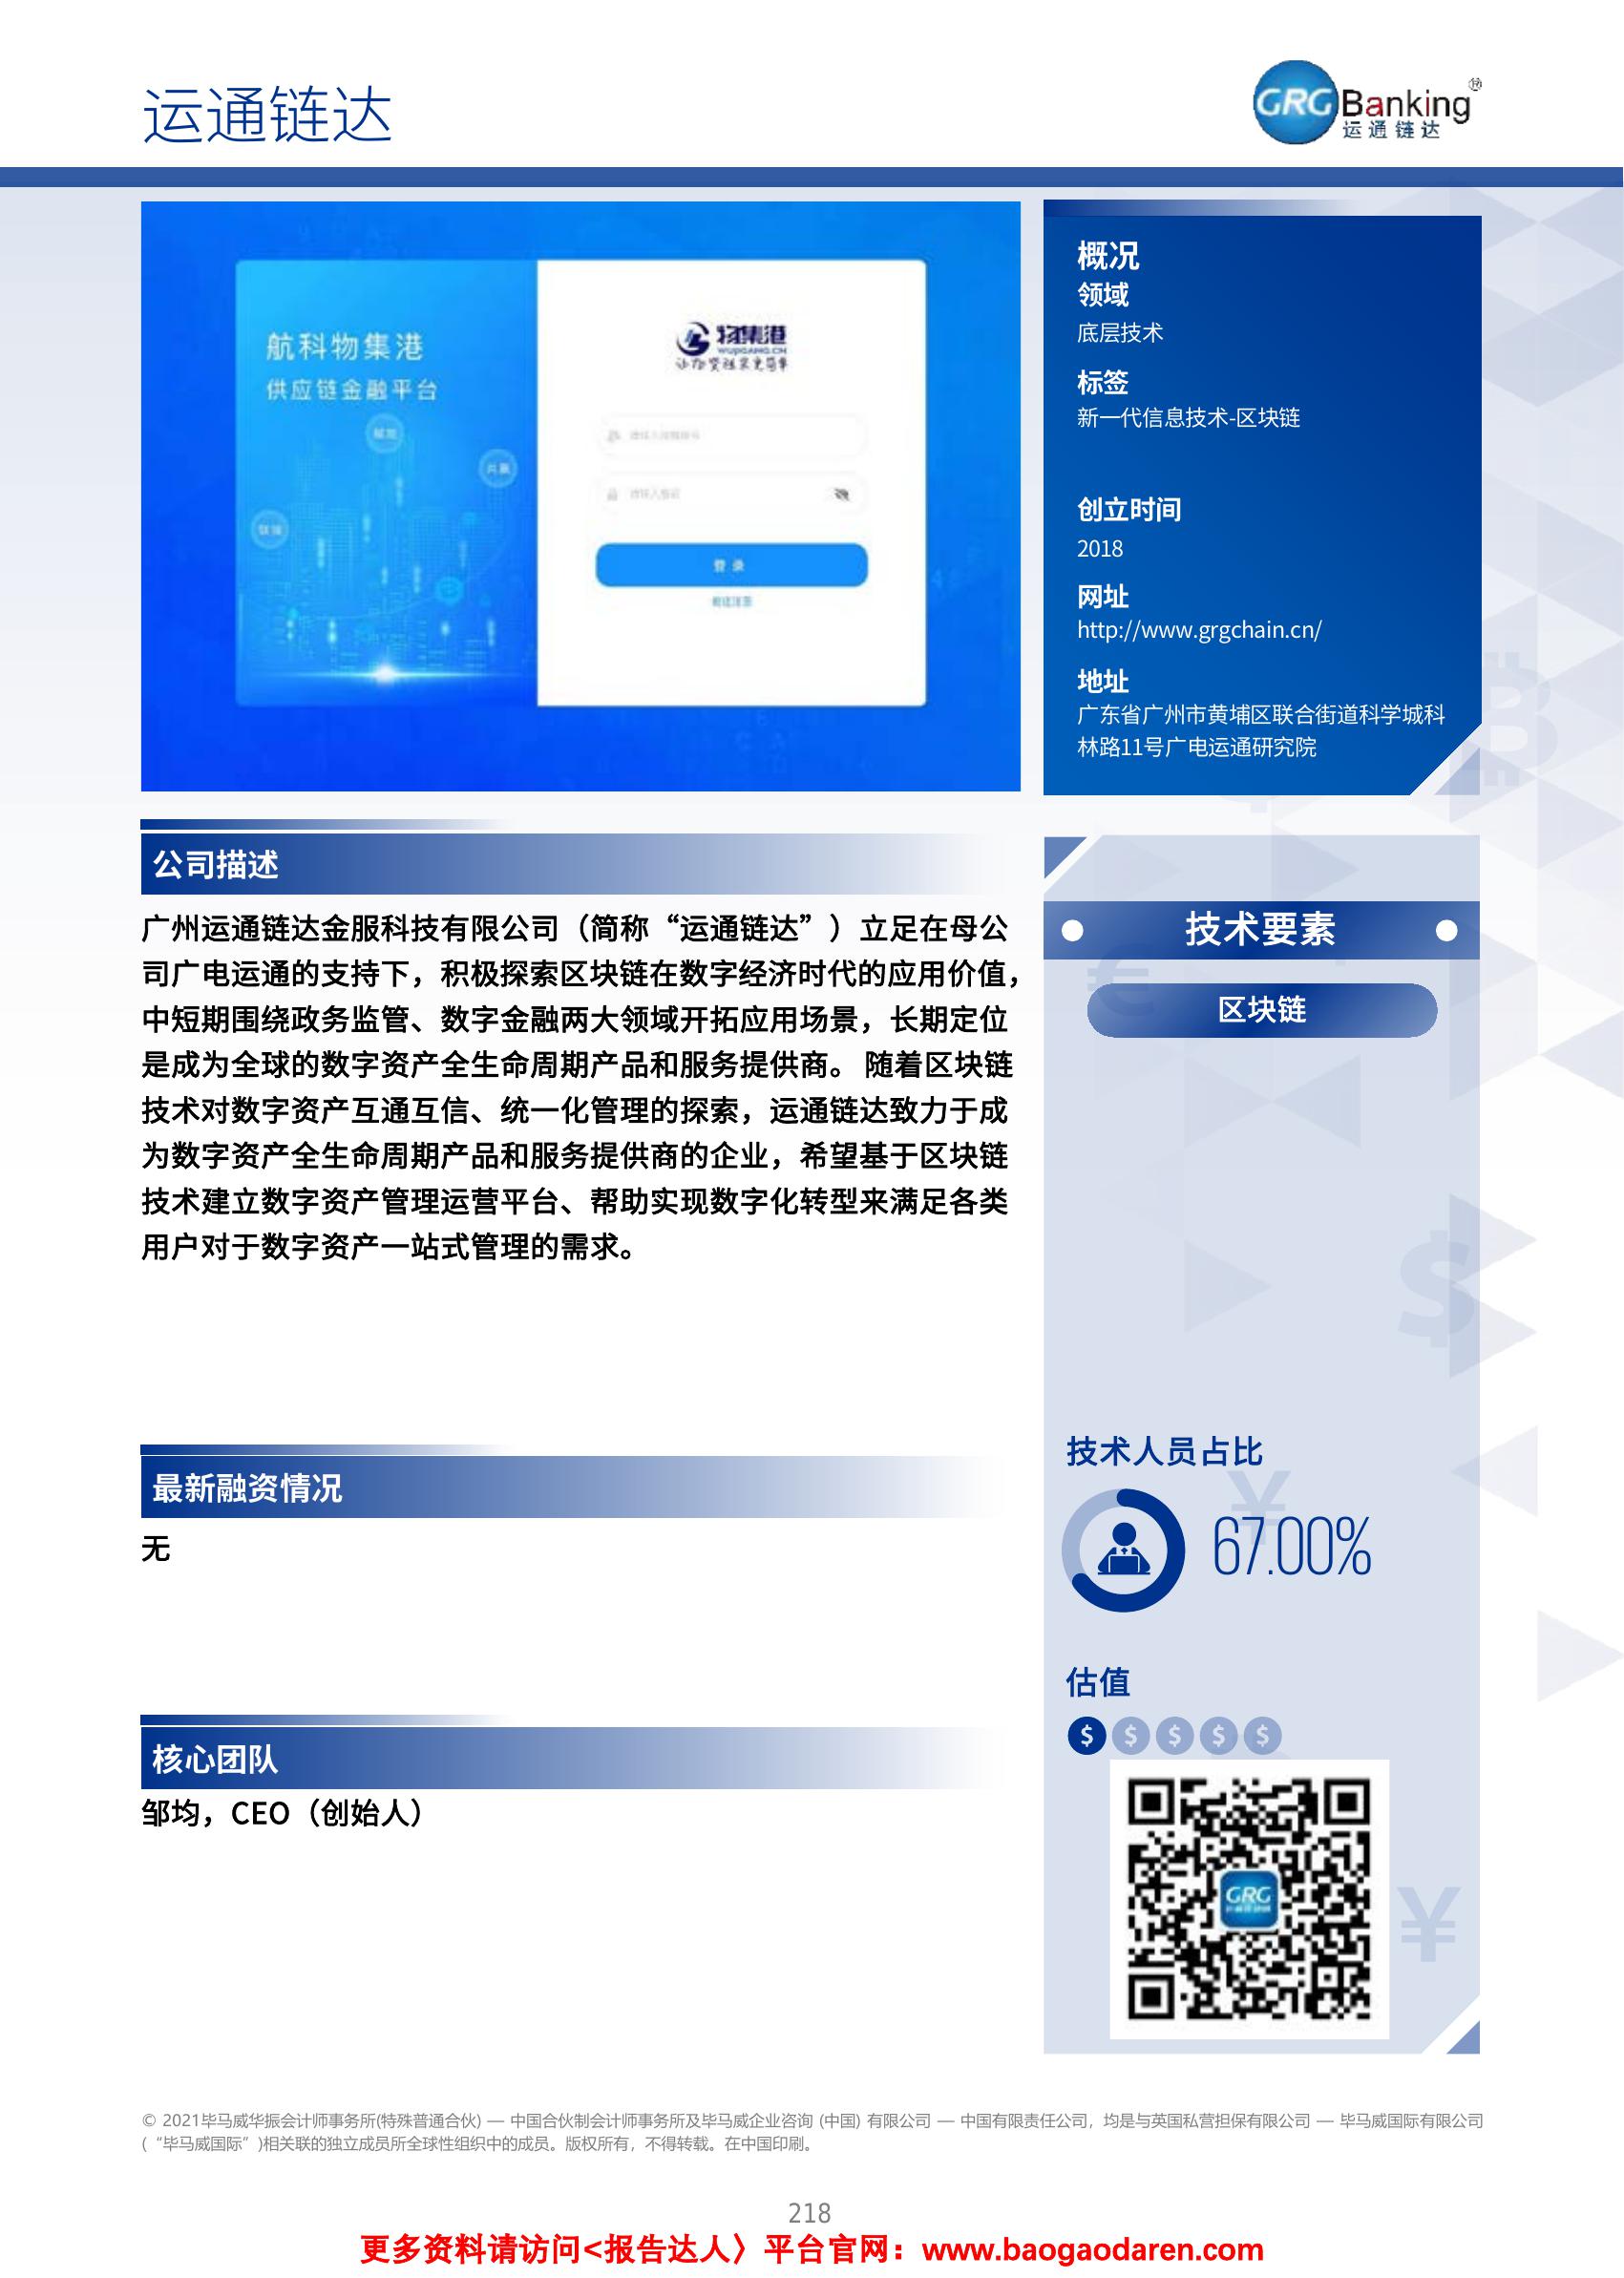 运通链达
GRG Banking
运通链达
航科物集港
供应链金融平台
物集港
WUJIGANG.CN
登录
概况
领域
底层技术
标签
新一代信息技术-区块链
创立时间
2018
网址
http://www.grgchain.cn/
地址
广东省广州市黄埔区联合街道科学城科
林路11号广电运通研究院
公司描述
广州运通链达金服科技有限公司（简称“运通链达”）立足在母公
司广电运通的支持下，积极探索区块链在数字经济时代的应用价值，
中短期围绕政务监管、数字金融两大领域开拓应用场景，长期定位
是成为全球的数字资产全生命周期产品和服务提供商。 随着区块链
技术对数字资产互通互信、统一化管理的探索，运通链达致力于成
为数字资产全生命周期产品和服务提供商的企业，希望基于区块链
技术建立数字资产管理运营平台、帮助实现数字化转型来满足各类
用户对于数字资产一站式管理的需求。
最新融资情况
无
核心团队
邹均，CEO（创始人）
技术要素
区块链
技术人员占比
67.00%
估值
GRG
© 2021毕马威华振会计师事务所(特殊普通合伙) — 中国合伙制会计师事务所及毕马威企业咨询 (中国) 有限公司 — 中国有限责任公司，均是与英国私营担保有限公司 — 毕马威国际有限公司
(“毕马威国际”)相关联的独立成员所全球性组织中的成员。版权所有，不得转载。在中国印刷。
218
更多资料请访问<报告达人〉平台官网：www.baogaodaren.com